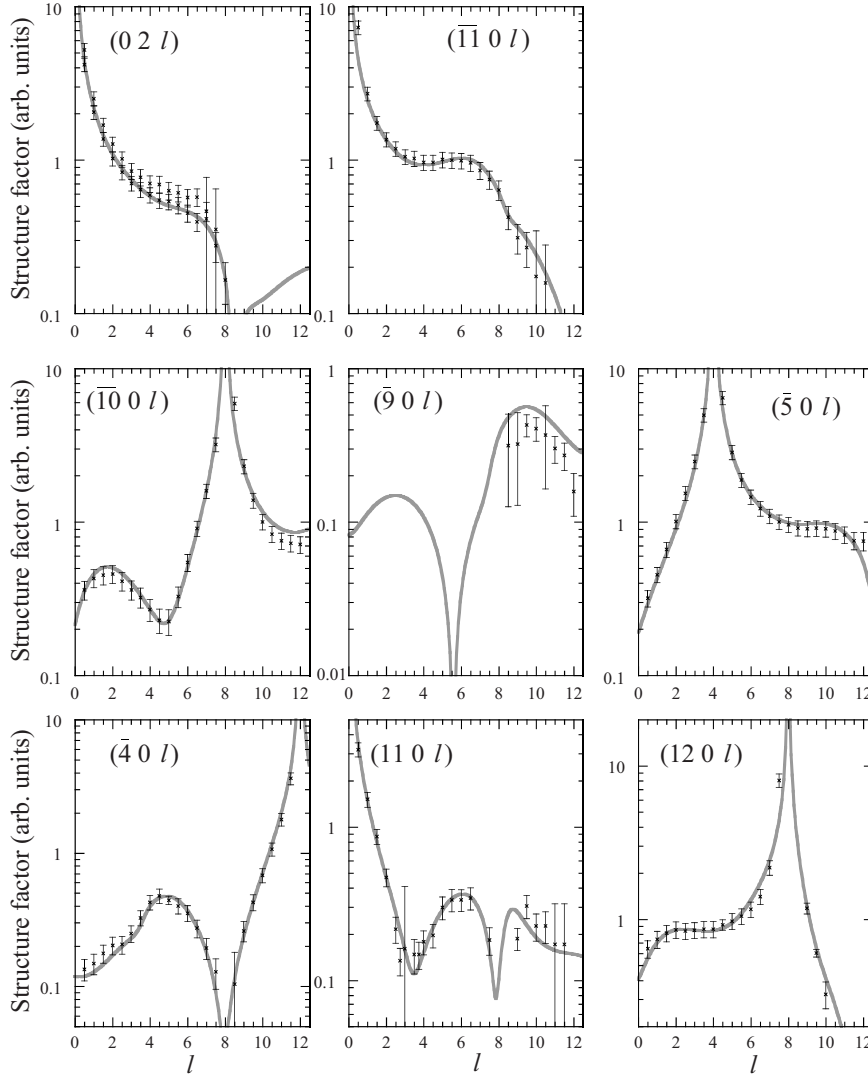 10
1
0.1
Structure factor (arb. units)
(0 2 l)
0 2 4 6 8 10 12
10
1
0.1
(1̅1̅ 0 l)
0 2 4 6 8 10 12
10
1
0.1
Structure factor (arb. units)
(1̅0̅ 0 l)
0 2 4 6 8 10 12
1
0.1
0.01
(9̅ 0 l)
0 2 4 6 8 10 12
10
1
0.1
(5̅ 0 l)
0 2 4 6 8 10 12
10
1
0.1
Structure factor (arb. units)
(4̅ 0 l)
0 2 4 6 8 10 12
l
1
0.1
(11 0 l)
0 2 4 6 8 10 12
l
10
1
(12 0 l)
0 2 4 6 8 10 12
l